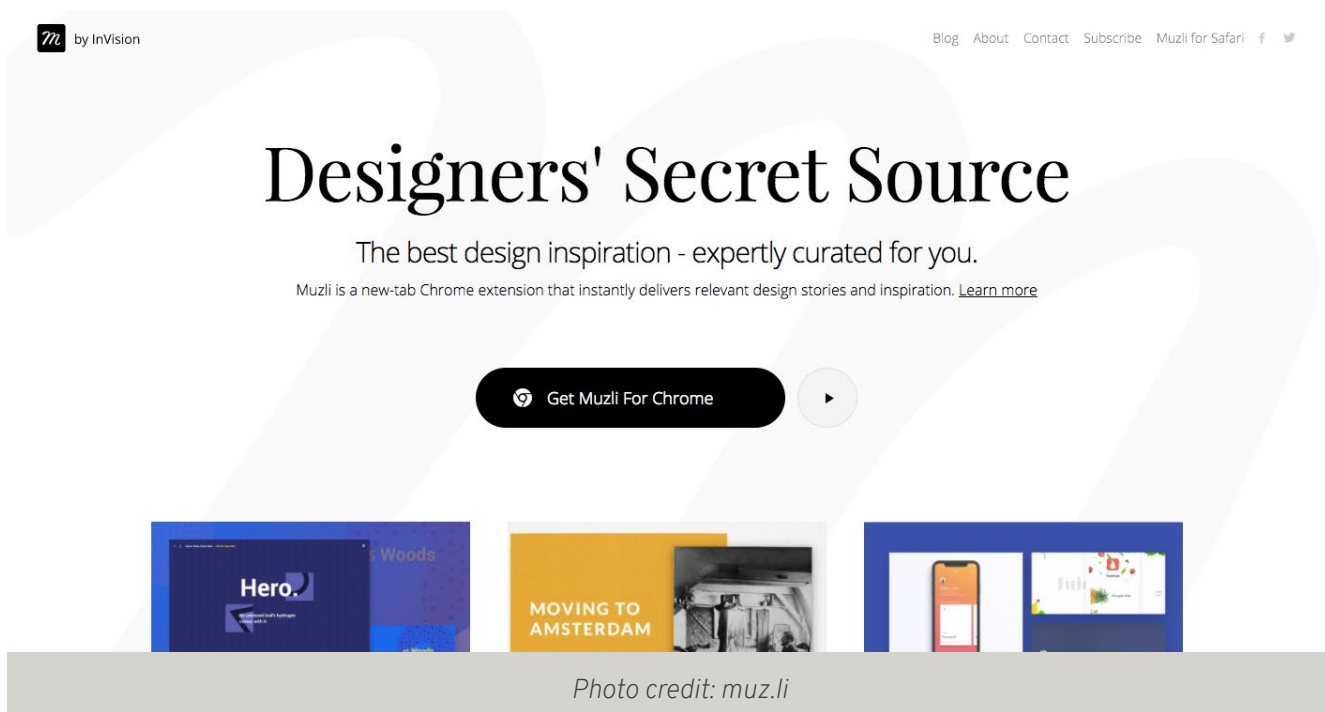 m by InVision
Blog About Contact Subscribe Muzli for Safari
Designers' Secret Source
The best design inspiration - expertly curated for you.
Muzli is a new-tab Chrome extension that instantly delivers relevant design stories and inspiration. Learn more
Get Muzli For Chrome
Woods
Hero.
MOVING TO
AMSTERDAM
Woods
Photo credit: muz.li